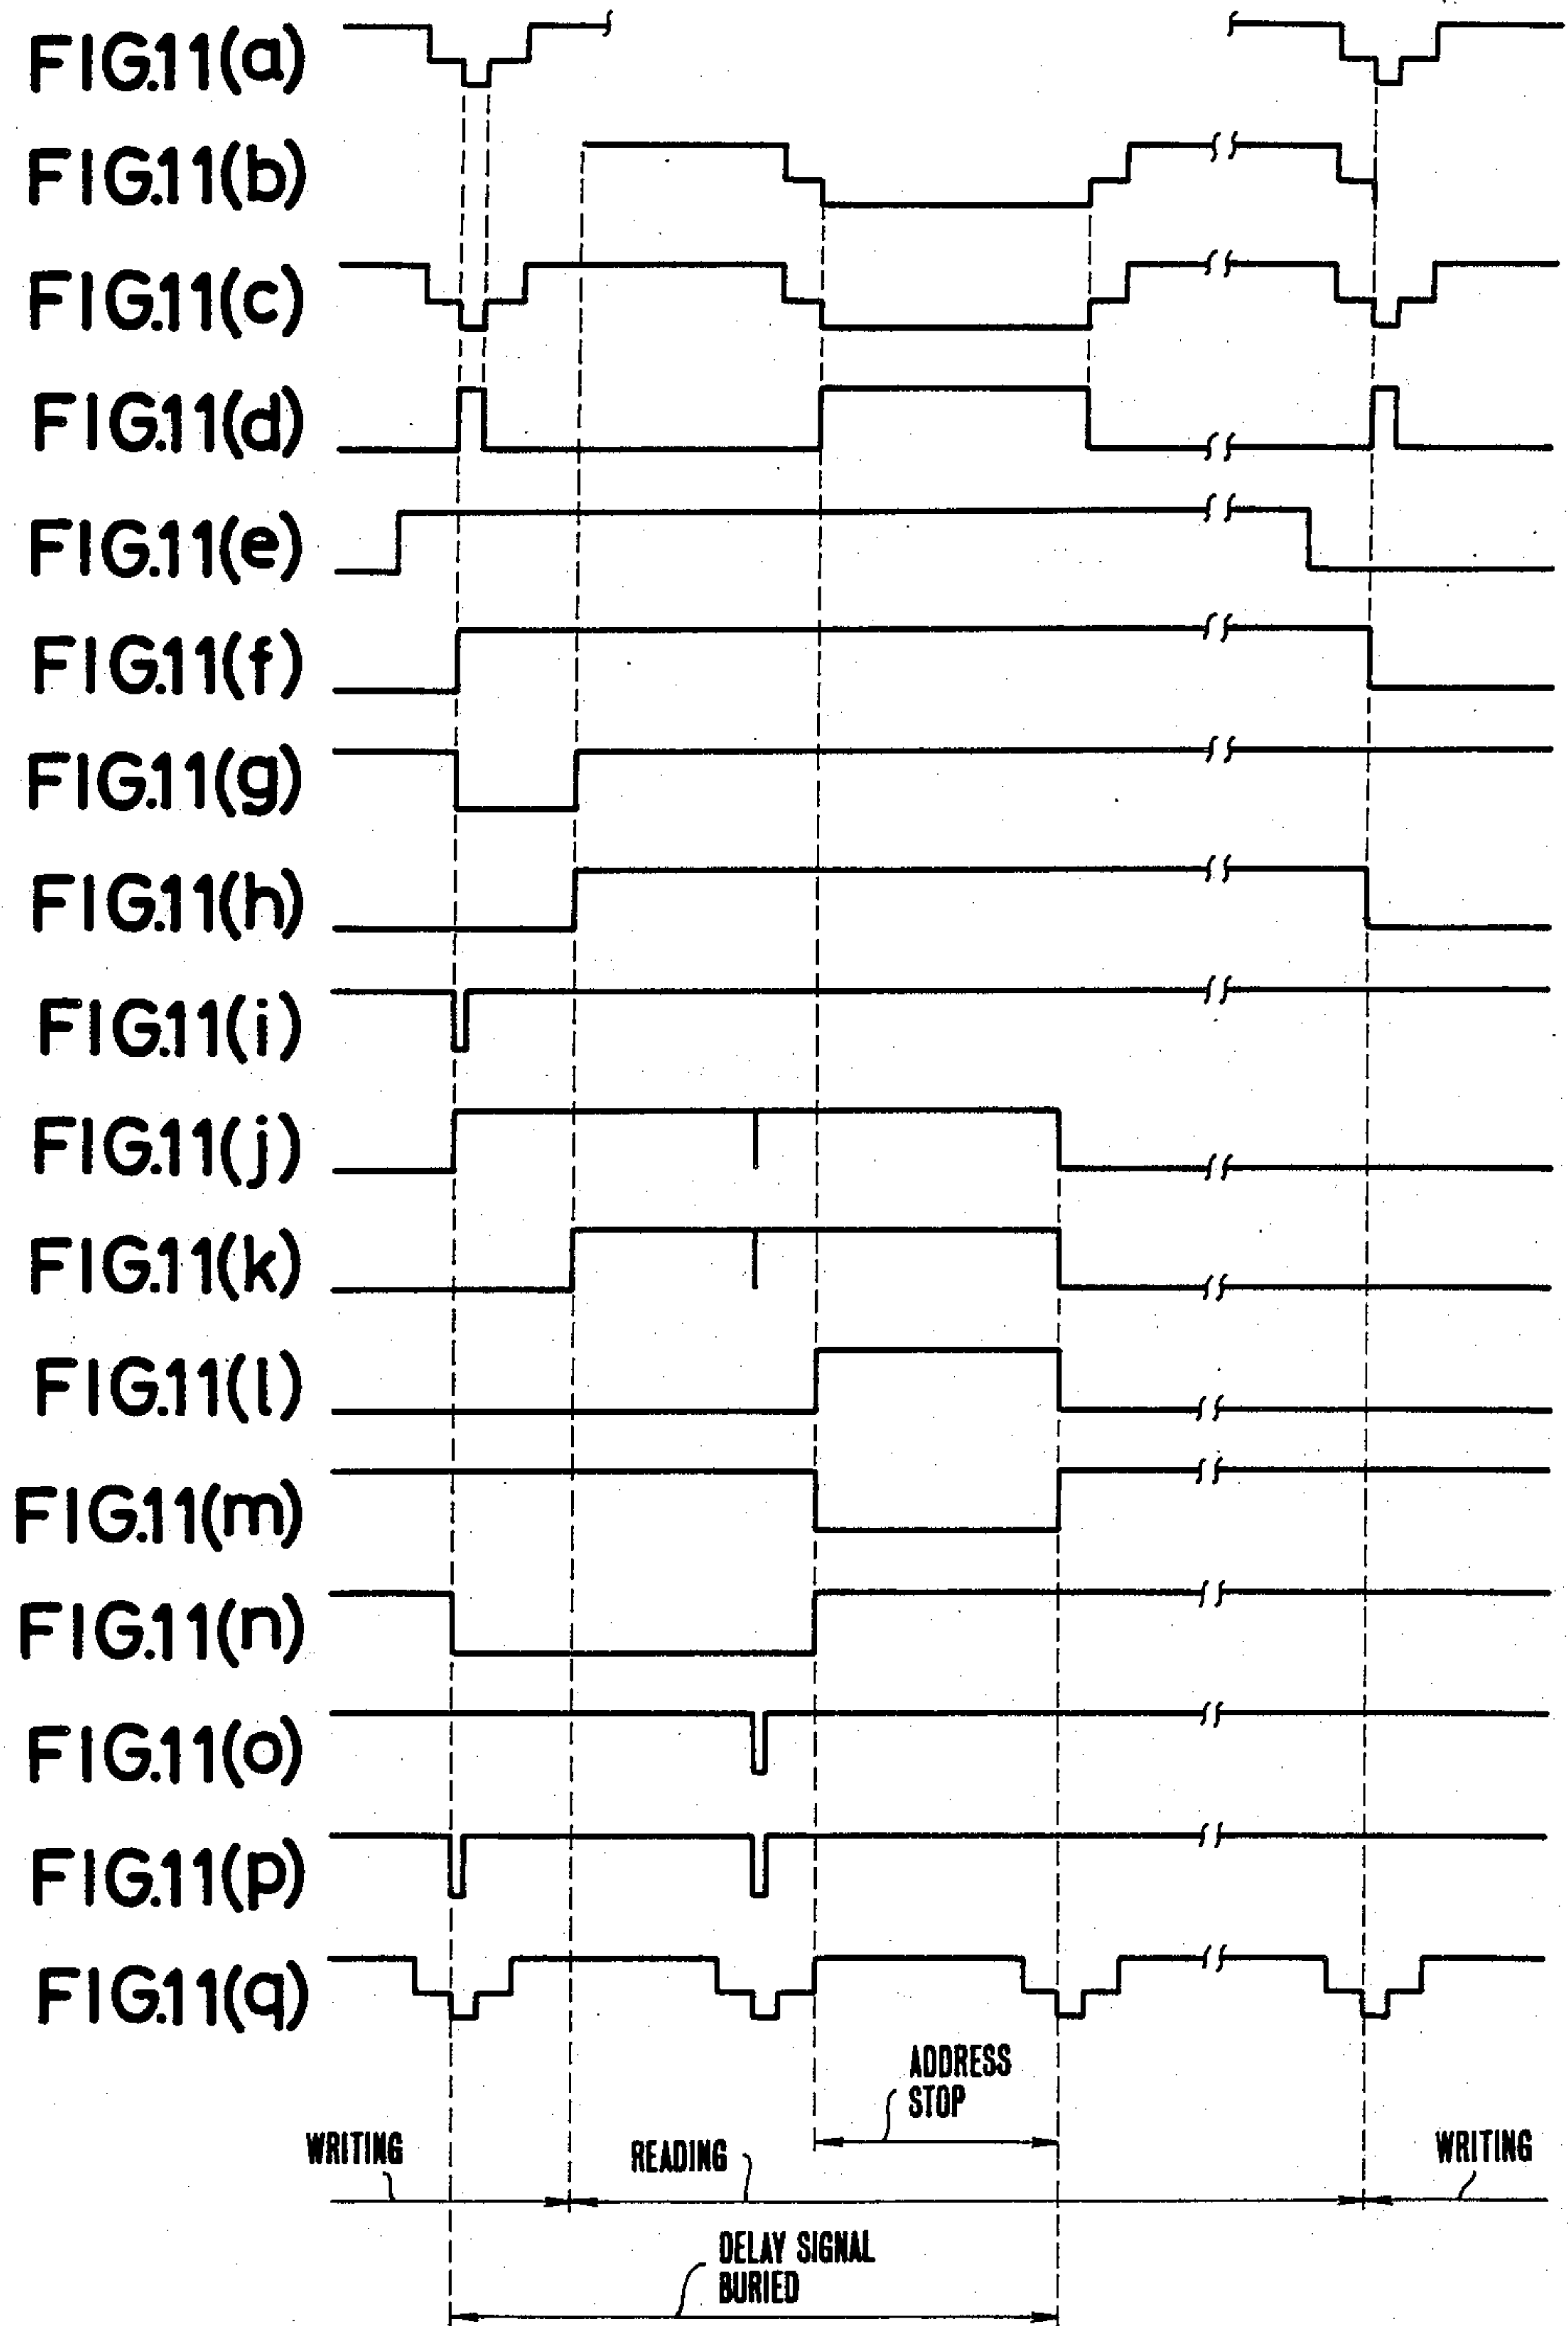 FIG.11(a)
FIG.11(b)
FIG.11(c)
FIG.11(d)
FIG.11(e)
FIG.11(f)
FIG.11(g)
FIG.11(h)
FIG.11(i)
FIG.11(j)
FIG.11(k)
FIG.11(l)
FIG.11(m)
FIG.11(n)
FIG.11(o)
FIG.11(p)
FIG.11(q)
ADDRESS
STOP
WRITING
READING
WRITING
DELAY SIGNAL
BURIED